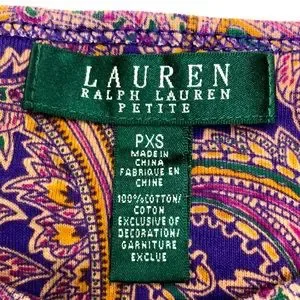 LAUREN
RALPH LAUREN
PETITE
PXS
MADE IN
CHINA
FABRIQUE EN
CHINE
100% COTTON/
COTON
EXCLUSIVE OF
DECORATION/
GARNITURE
EXCLUE